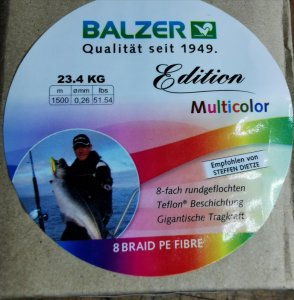 BALZER
Qualität seit 1949.
23.4 KG
Edition
m ømm lbs
1500 0,26 51.54
Multicolor
Empfohlen von
STEFFEN DIETZE
8-fach rundgeflochten
Teflon® Beschichtung
Gigantische Tragkraft
8 BRAID PE FIBRE